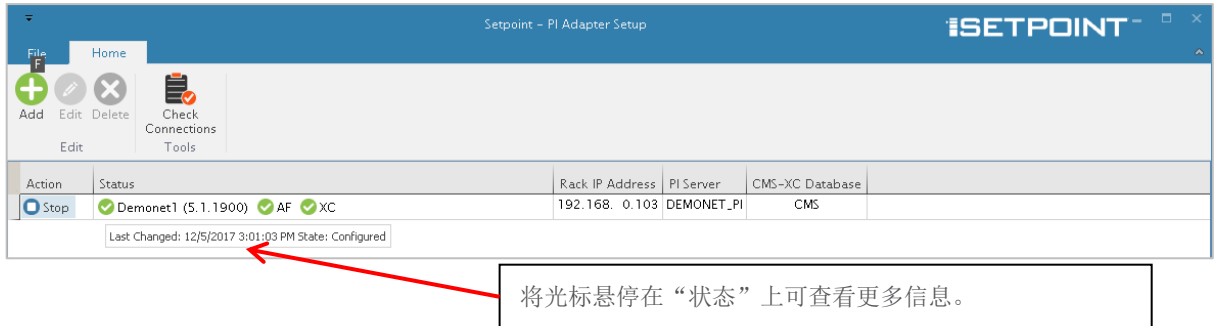 Setpoint – PI Adapter Setup
SETPOINT
File
Home
F
Add
Edit
Delete
Check
Connections
Edit
Tools
Action
Status
Rack IP Address
PI Server
CMS-XC Database
Stop
Demonet1 (5.1.1900)
AF
XC
192.168. 0.103
DEMONET_PI
CMS
Last Changed: 12/5/2017 3:01:03 PM State: Configured
将光标悬停在“状态”上可查看更多信息。